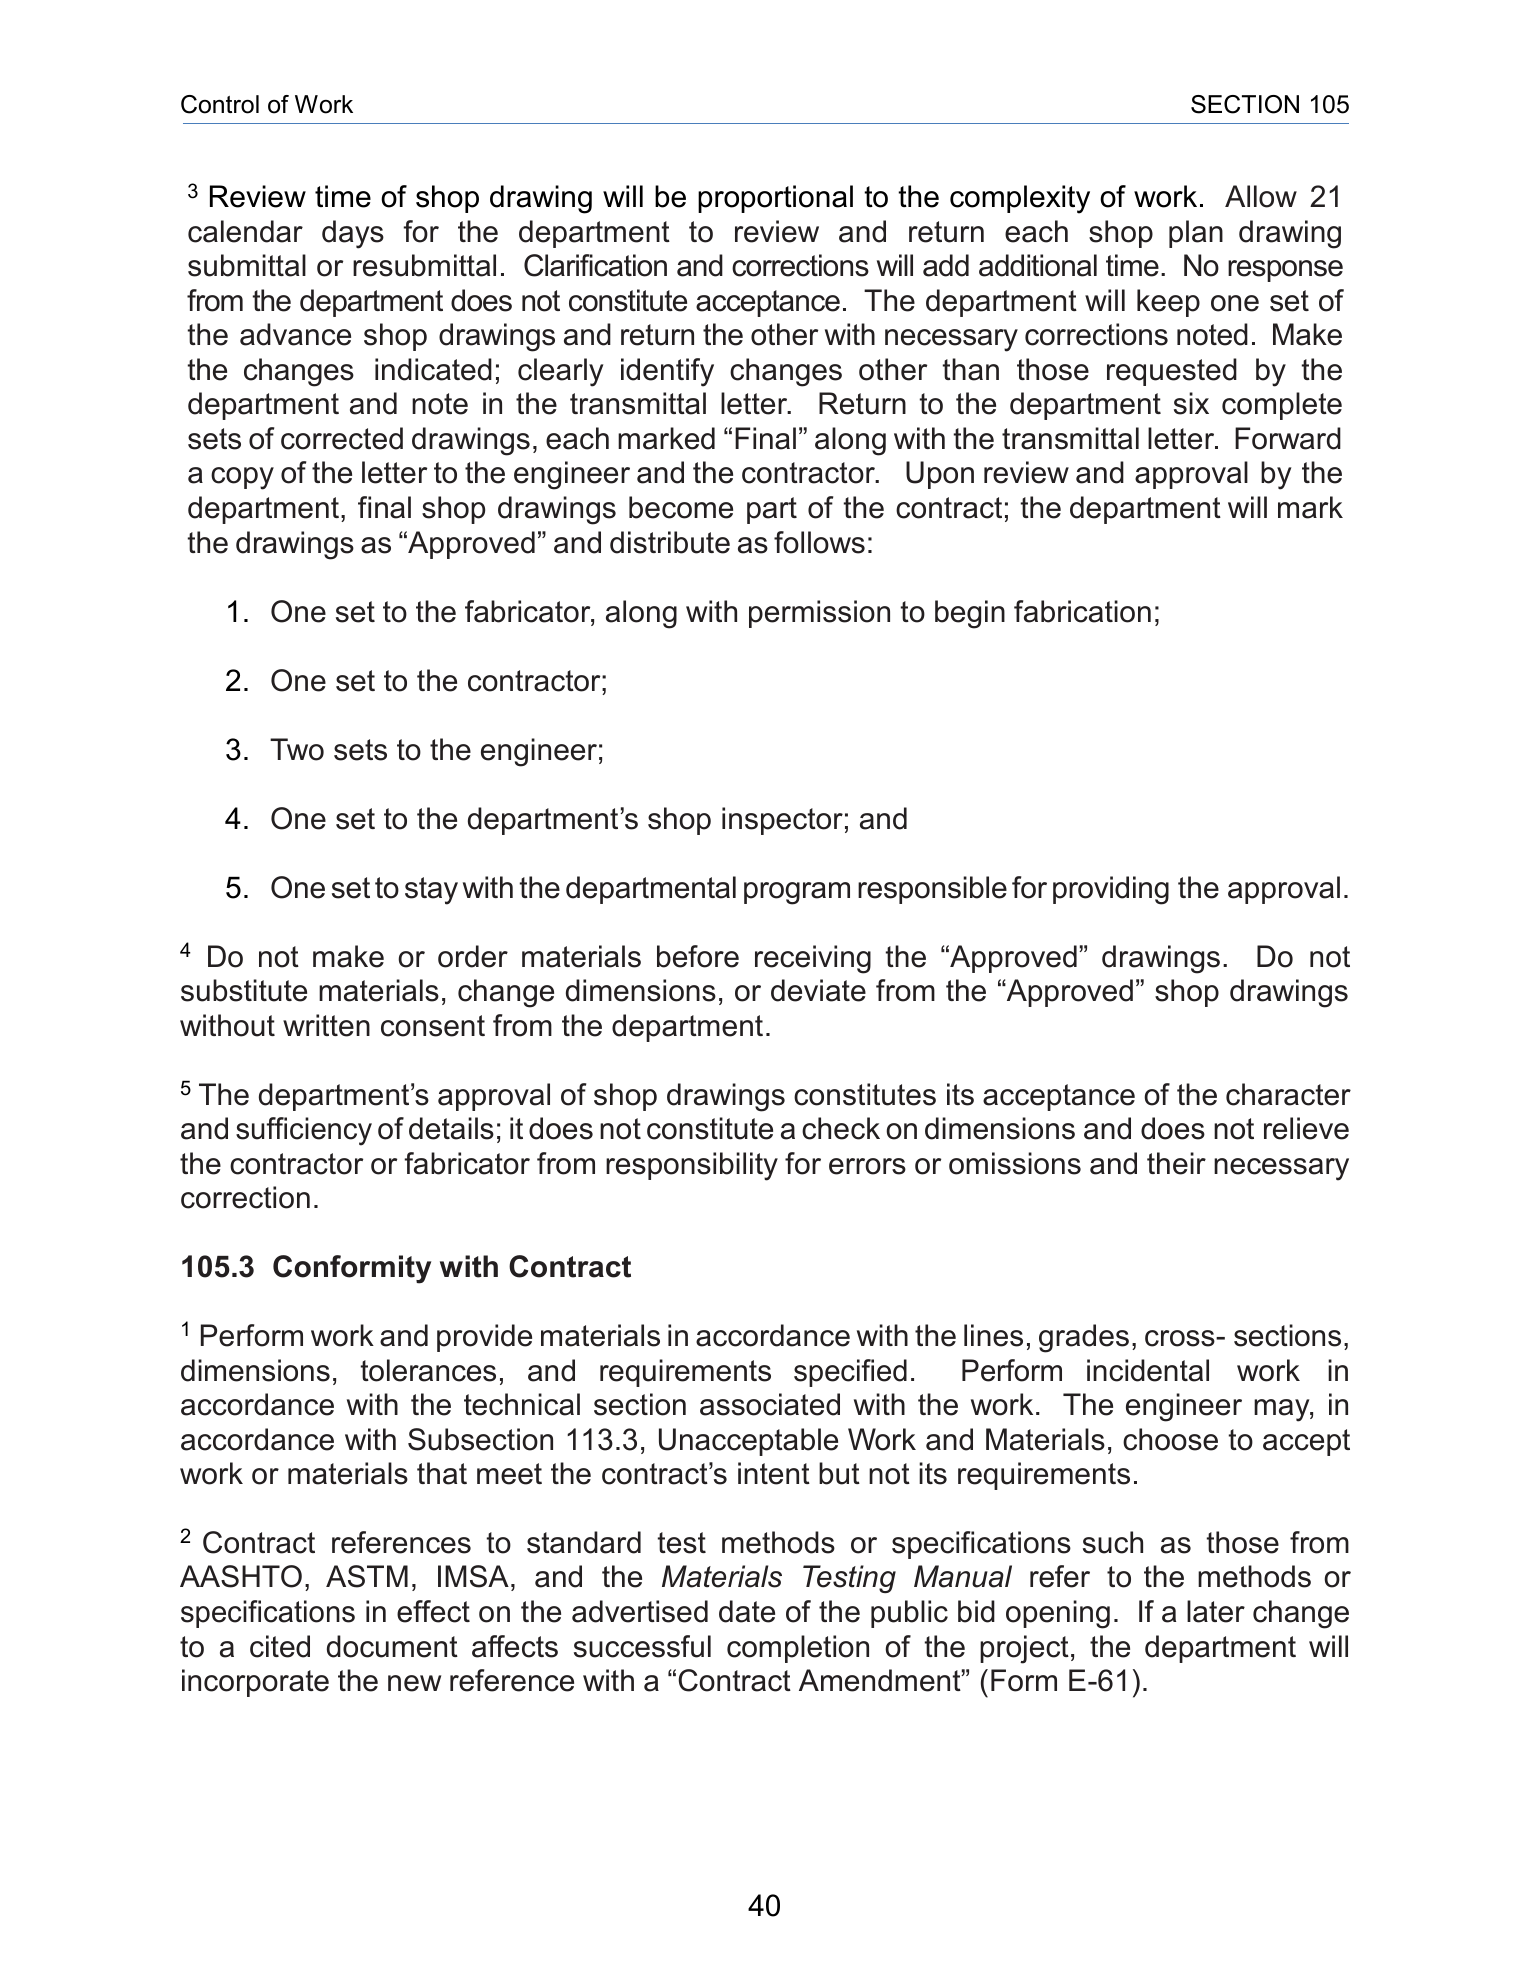 Control of Work SECTION 105
3 Review time of shop drawing will be proportional to the complexity of work. Allow 21
calendar days for the department to review and return each shop plan drawing
submittal or resubmittal. Clarification and corrections will add additional time. No response
from the department does not constitute acceptance. The department will keep one set of
the advance shop drawings and return the other with necessary corrections noted. Make
the changes indicated; clearly identify changes other than those requested by the
department and note in the transmittal letter. Return to the department six complete
sets of corrected drawings, each marked “Final” along with the transmittal letter. Forward
a copy of the letter to the engineer and the contractor. Upon review and approval by the
department, final shop drawings become part of the contract; the department will mark
the drawings as “Approved” and distribute as follows:
1. One set to the fabricator, along with permission to begin fabrication;
2. One set to the contractor;
3. Two sets to the engineer;
4. One set to the department’s shop inspector; and
5. One set to stay with the departmental program responsible for providing the approval.
4 Do not make or order materials before receiving the “Approved” drawings. Do not
substitute materials, change dimensions, or deviate from the “Approved” shop drawings
without written consent from the department.
5 The department’s approval of shop drawings constitutes its acceptance of the character
and sufficiency of details; it does not constitute a check on dimensions and does not relieve
the contractor or fabricator from responsibility for errors or omissions and their necessary
correction.
105.3 Conformity with Contract
1 Perform work and provide materials in accordance with the lines, grades, cross- sections,
dimensions, tolerances, and requirements specified. Perform incidental work in
accordance with the technical section associated with the work. The engineer may, in
accordance with Subsection 113.3, Unacceptable Work and Materials, choose to accept
work or materials that meet the contract’s intent but not its requirements.
2 Contract references to standard test methods or specifications such as those from
AASHTO, ASTM, IMSA, and the Materials Testing Manual refer to the methods or
specifications in effect on the advertised date of the public bid opening. If a later change
to a cited document affects successful completion of the project, the department will
incorporate the new reference with a “Contract Amendment” (Form E-61).
40